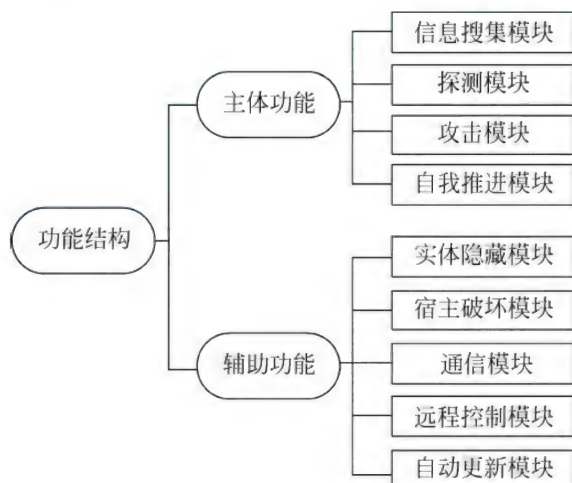 功能结构
主体功能
信息搜集模块
探测模块
攻击模块
自我推进模块
辅助功能
实体隐藏模块
宿主破坏模块
通信模块
远程控制模块
自动更新模块